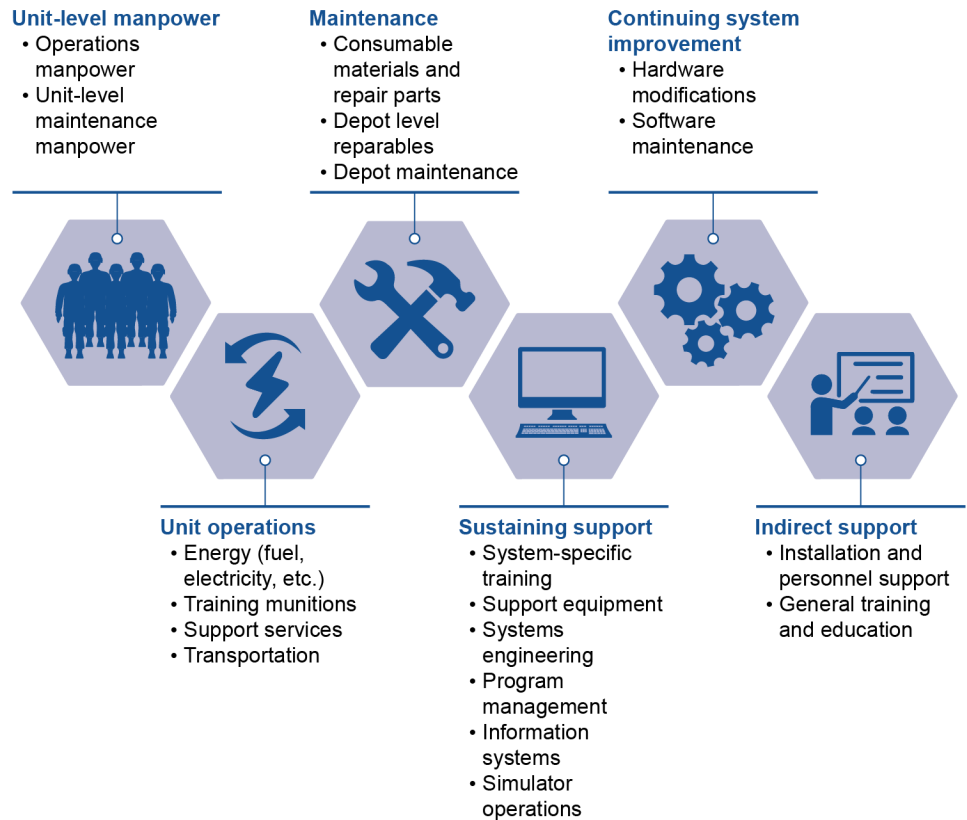 Unit-level manpower
• Operations
manpower
• Unit-level
maintenance
manpower
Maintenance
• Consumable
materials and
repair parts
• Depot level
reparables
• Depot maintenance
Continuing system
improvement
• Hardware
modifications
• Software
maintenance
Unit operations
• Energy (fuel,
electricity, etc.)
• Training munitions
• Support services
• Transportation
Sustaining support
• System-specific
training
• Support equipment
• Systems
engineering
• Program
management
• Information
systems
• Simulator
operations
Indirect support
• Installation and
personnel support
• General training
and education